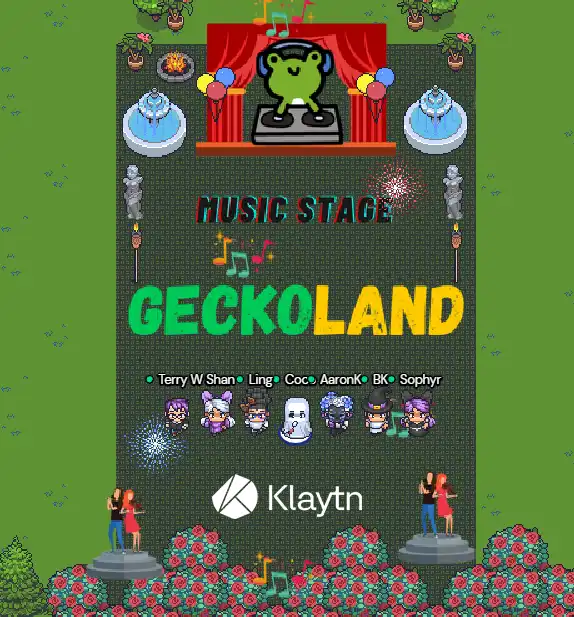 MUSIC STAGE
GECKOLAND
Terry W Shan Ling Coco AaronK BK Sophyr
Klaytn